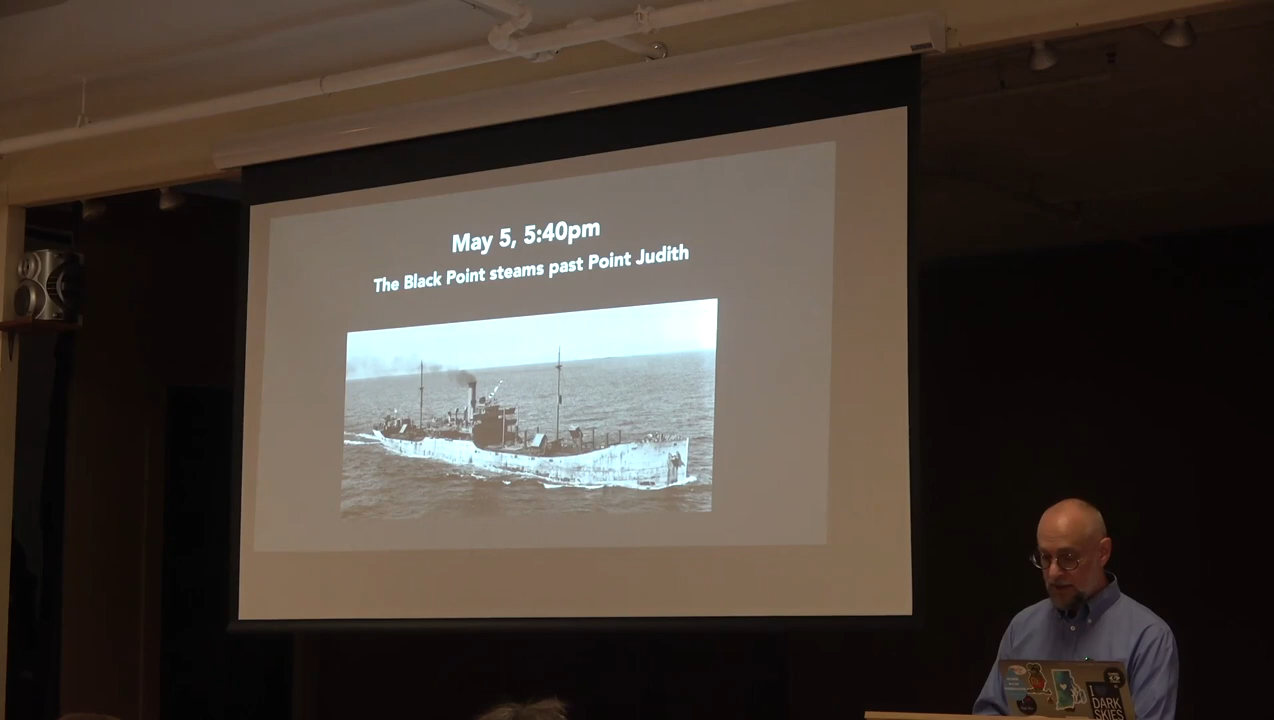 May 5, 5:40pm
The Black Point steams past Point Judith
I
DARK
SKIES